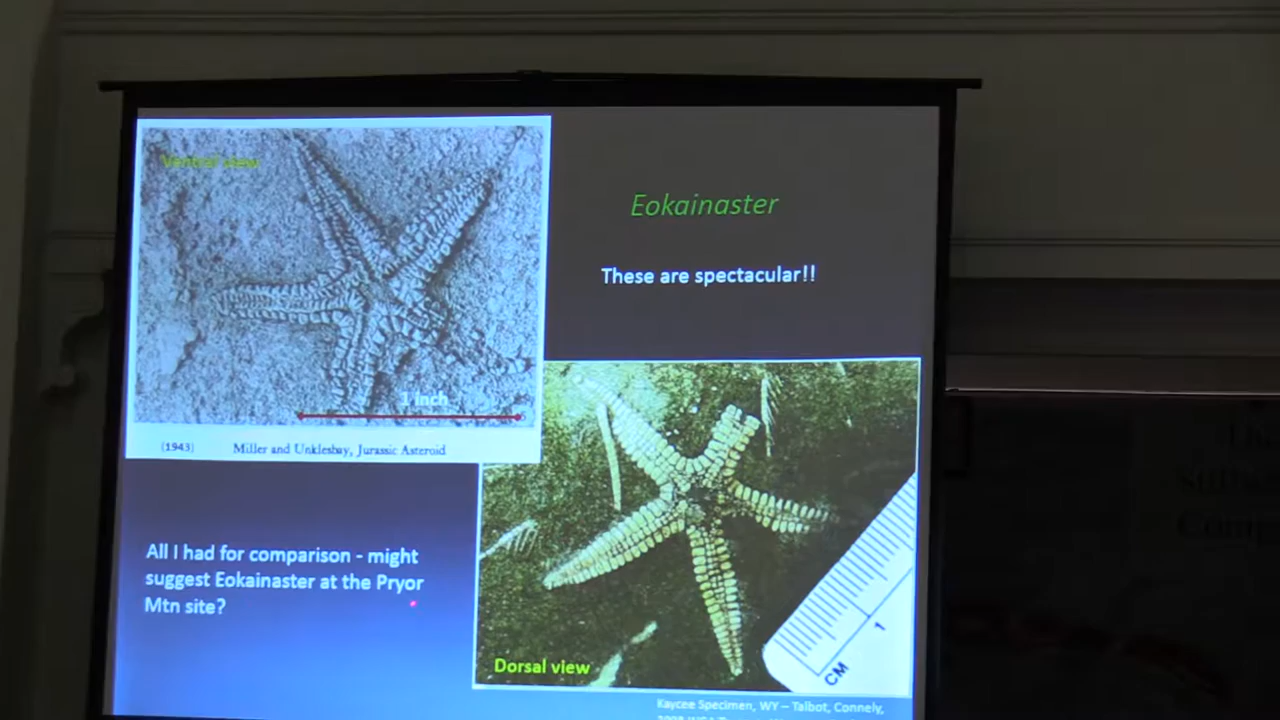 Ventral view
Eokainaster
These are spectacular!!
1 inch
(1943) Miller and Unklesbay, Jurassic Asteroid
All I had for comparison - might
suggest Eokainaster at the Pryor
Mtn site?
1
CM
Dorsal view
Kaycee Specimen, WY – Talbot, Connely,